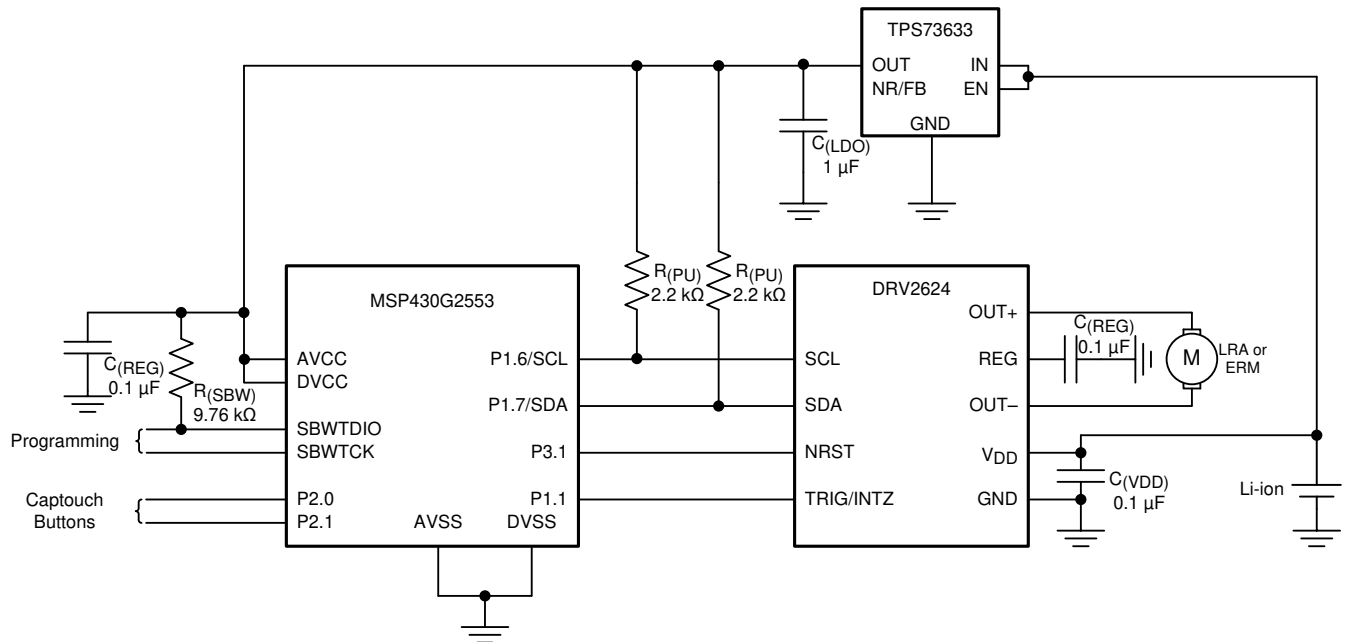 TPS73633
OUT
IN
NR/FB
EN
GND
C(LDO)
1 µF
MSP430G2553
R(PU)
2.2 kΩ
R(PU)
2.2 kΩ
DRV2624
OUT+
C(REG)
0.1 µF
REG
OUT–
M
LRA or
ERM
C(REG)
0.1 µF
R(SBW)
9.76 kΩ
AVCC
DVCC
P1.6/SCL
SCL
P1.7/SDA
SDA
Programming
SBWTDIO
SBWTCK
P3.1
NRST
VDD
P1.1
TRIG/INTZ
GND
C(VDD)
0.1 µF
Li-ion
Captouch
Buttons
P2.0
P2.1
AVSS
DVSS